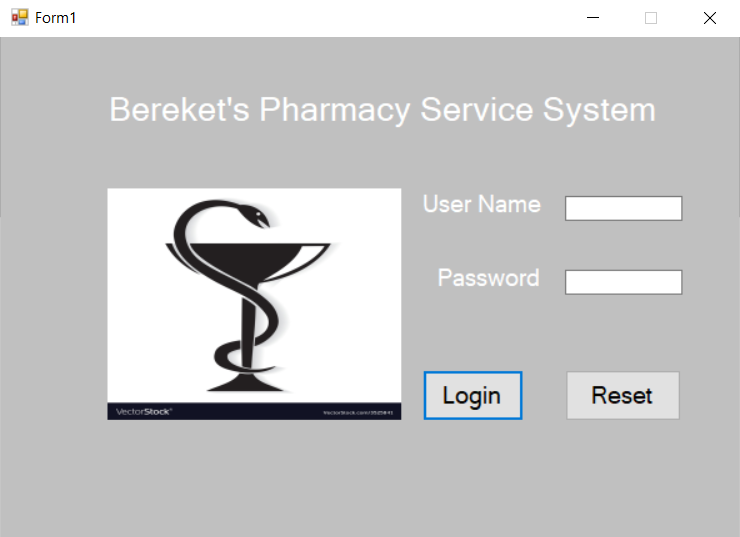 Form1
Bereket's Pharmacy Service System
User Name
Password
Login
Reset
VectorStock®